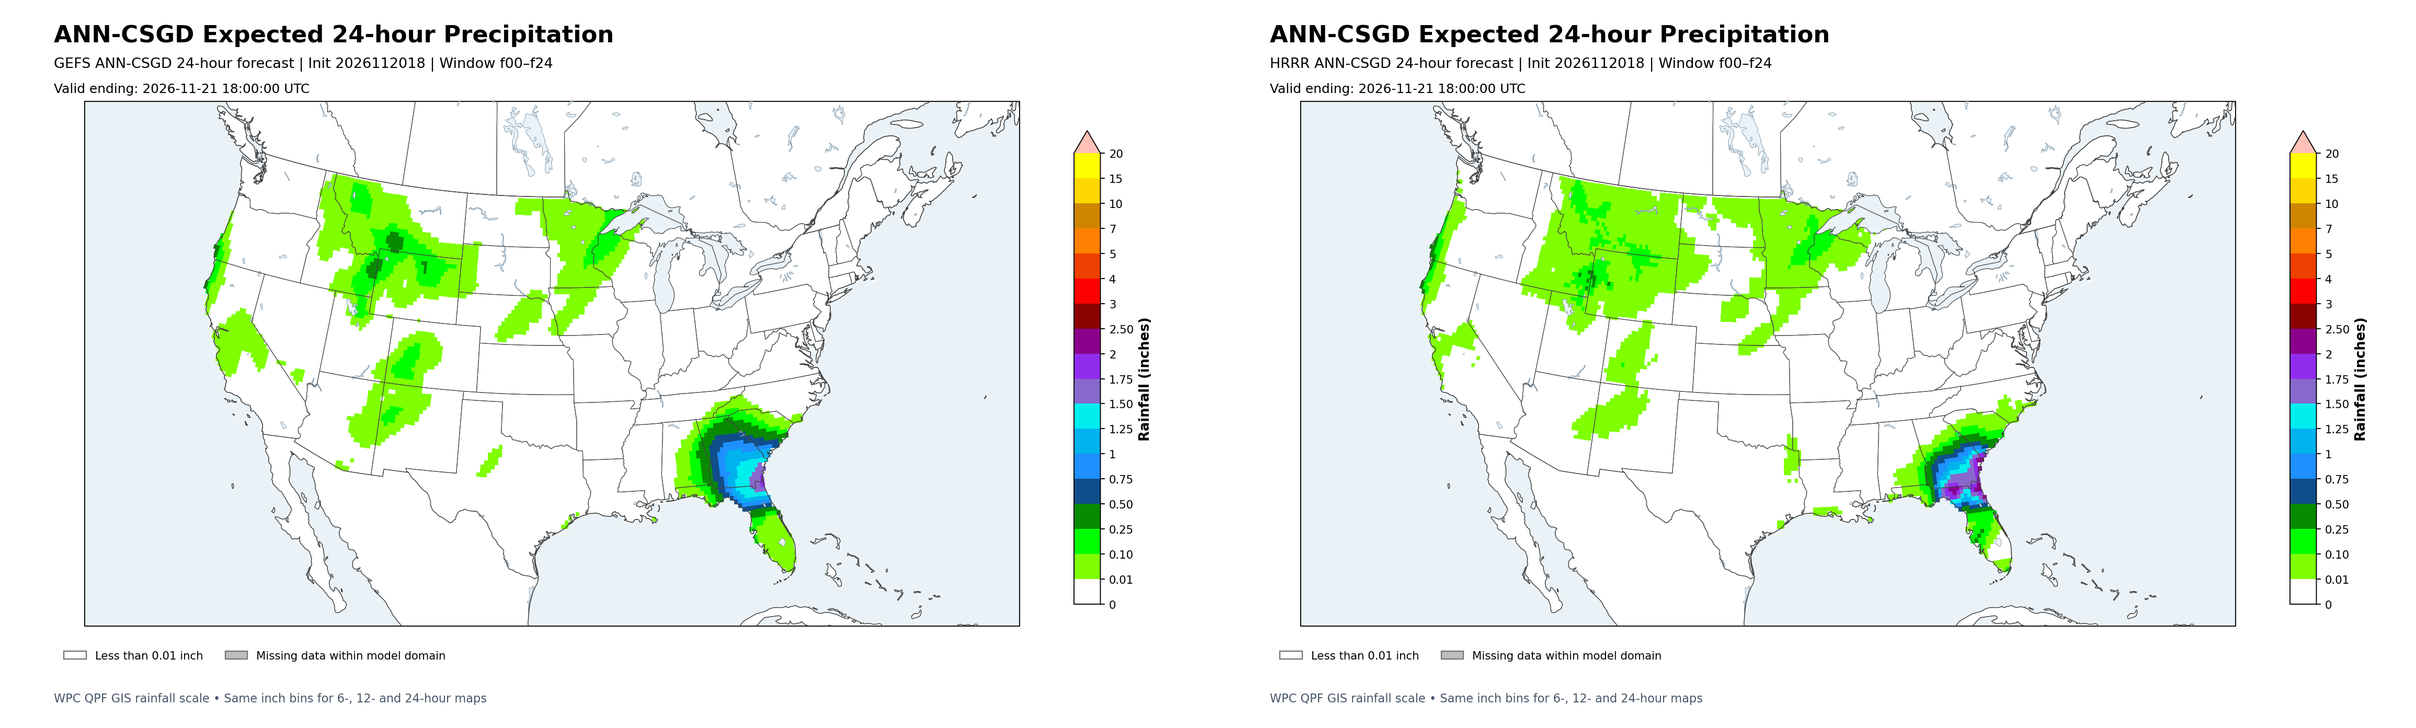 ANN-CSGD Expected 24-hour Precipitation
GEFS ANN-CSGD 24-hour forecast | Init 2026112018 | Window f00–f24
Valid ending: 2026-11-21 18:00:00 UTC
20
15
10
7
5
4
3
2.50
2
1.75
1.50
1.25
1
0.75
0.50
0.25
0.10
0.01
0
Rainfall (inches)
Less than 0.01 inch
Missing data within model domain
WPC QPF GIS rainfall scale • Same inch bins for 6-, 12- and 24-hour maps
ANN-CSGD Expected 24-hour Precipitation
HRRR ANN-CSGD 24-hour forecast | Init 2026112018 | Window f00–f24
Valid ending: 2026-11-21 18:00:00 UTC
20
15
10
7
5
4
3
2.50
2
1.75
1.50
1.25
1
0.75
0.50
0.25
0.10
0.01
0
Rainfall (inches)
Less than 0.01 inch
Missing data within model domain
WPC QPF GIS rainfall scale • Same inch bins for 6-, 12- and 24-hour maps